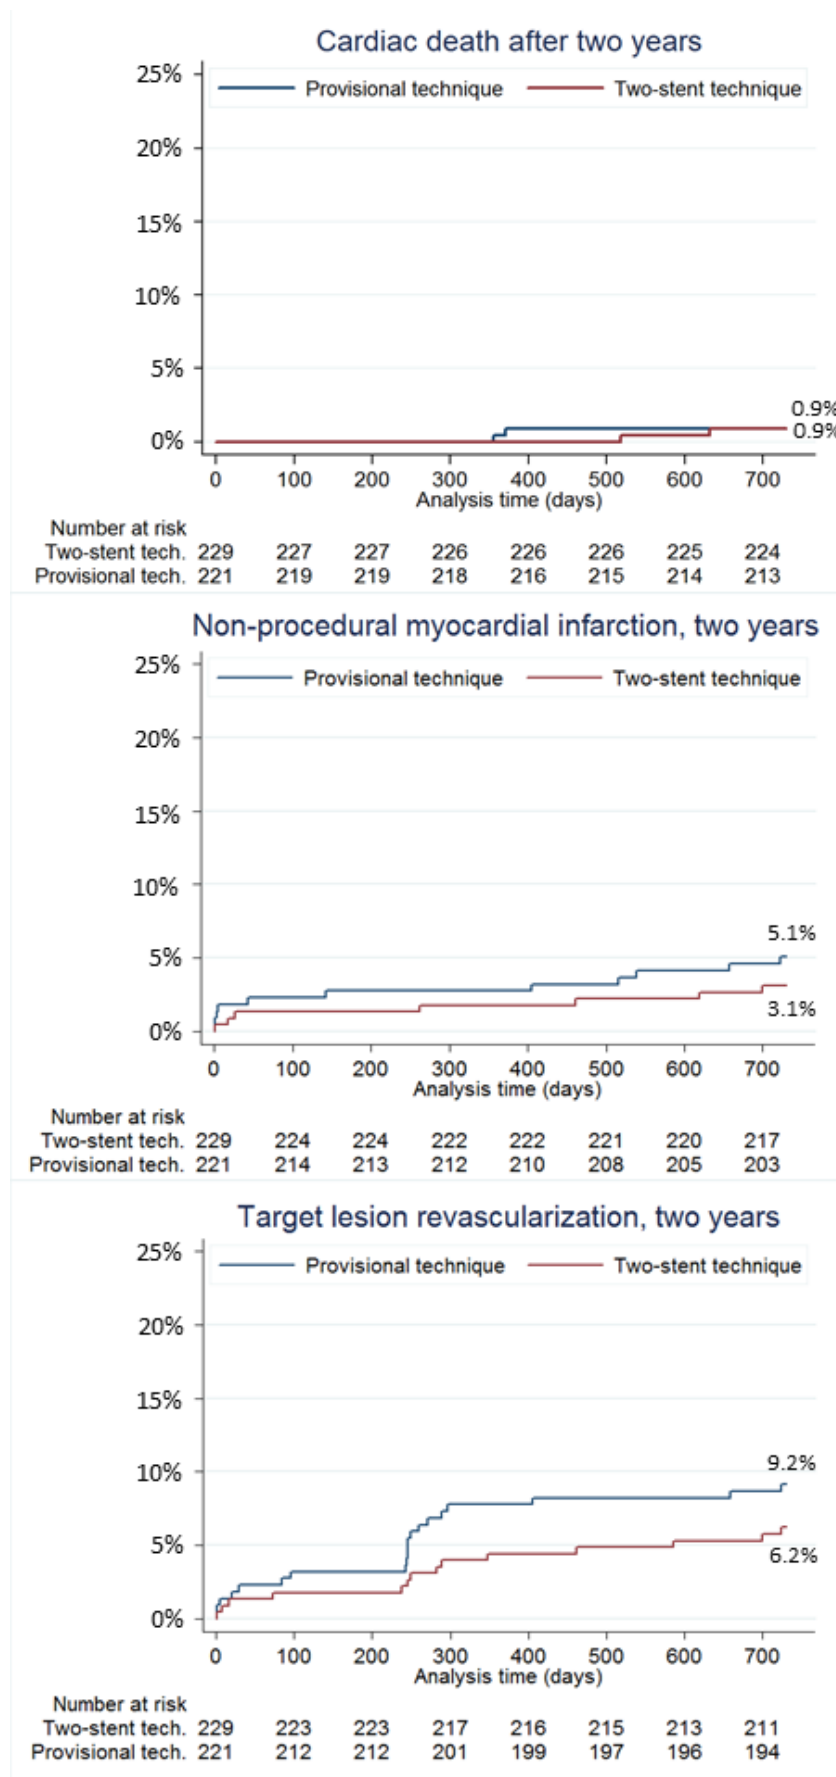 Cardiac death after two years
25%
Provisional technique Two-stent technique
20%
15%
10%
5%
0.9%
0.9%
0%
0 100 200 300 400 500 600 700
Analysis time (days)
Number at risk
Two-stent tech. 229 227 227 226 226 226 225 224
Provisional tech. 221 219 219 218 216 215 214 213
Non-procedural myocardial infarction, two years
25%
Provisional technique Two-stent technique
20%
15%
10%
5.1%
5%
3.1%
0%
0 100 200 300 400 500 600 700
Analysis time (days)
Number at risk
Two-stent tech. 229 224 224 222 222 221 220 217
Provisional tech. 221 214 213 212 210 208 205 203
Target lesion revascularization, two years
25%
Provisional technique Two-stent technique
20%
15%
10%
9.2%
5%
6.2%
0%
0 100 200 300 400 500 600 700
Analysis time (days)
Number at risk
Two-stent tech. 229 223 223 217 216 215 213 211
Provisional tech. 221 212 212 201 199 197 196 194